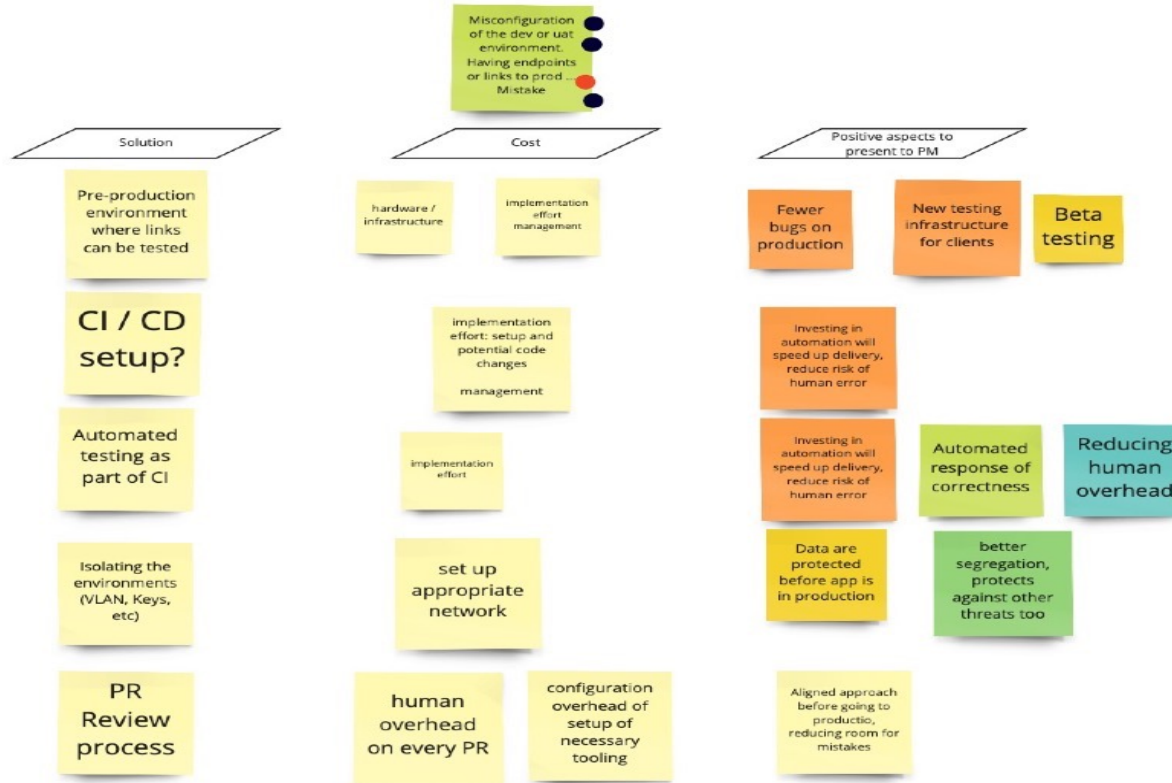 Misconfiguration
of the dev or uat
environment.
Having endpoints
or links to prod ...
Mistake
Solution
Cost
Positive aspects to
present to PM
Pre-production
environment
where links
can be tested
hardware /
infrastructure
implementation
effort
management
Fewer
bugs on
production
New testing
infrastructure
for clients
Beta
testing
CI / CD
setup?
implementation
effort: setup and
potential code
changes
management
Investing in
automation will
speed up delivery,
reduce risk of
human error
Automated
testing as
part of CI
implementation
effort
Investing in
automation will
speed up delivery,
reduce risk of
human error
Automated
response of
correctness
Reducing
human
overhead
Isolating the
environments
(VLAN, Keys,
etc)
set up
appropriate
network
Data are
protected
before app is
in production
better
segregation,
protects
against other
threats too
PR
Review
process
human
overhead
on every PR
configuration
overhead of
setup of
necessary
tooling
Aligned approach
before going to
productio,
reducing room for
mistakes